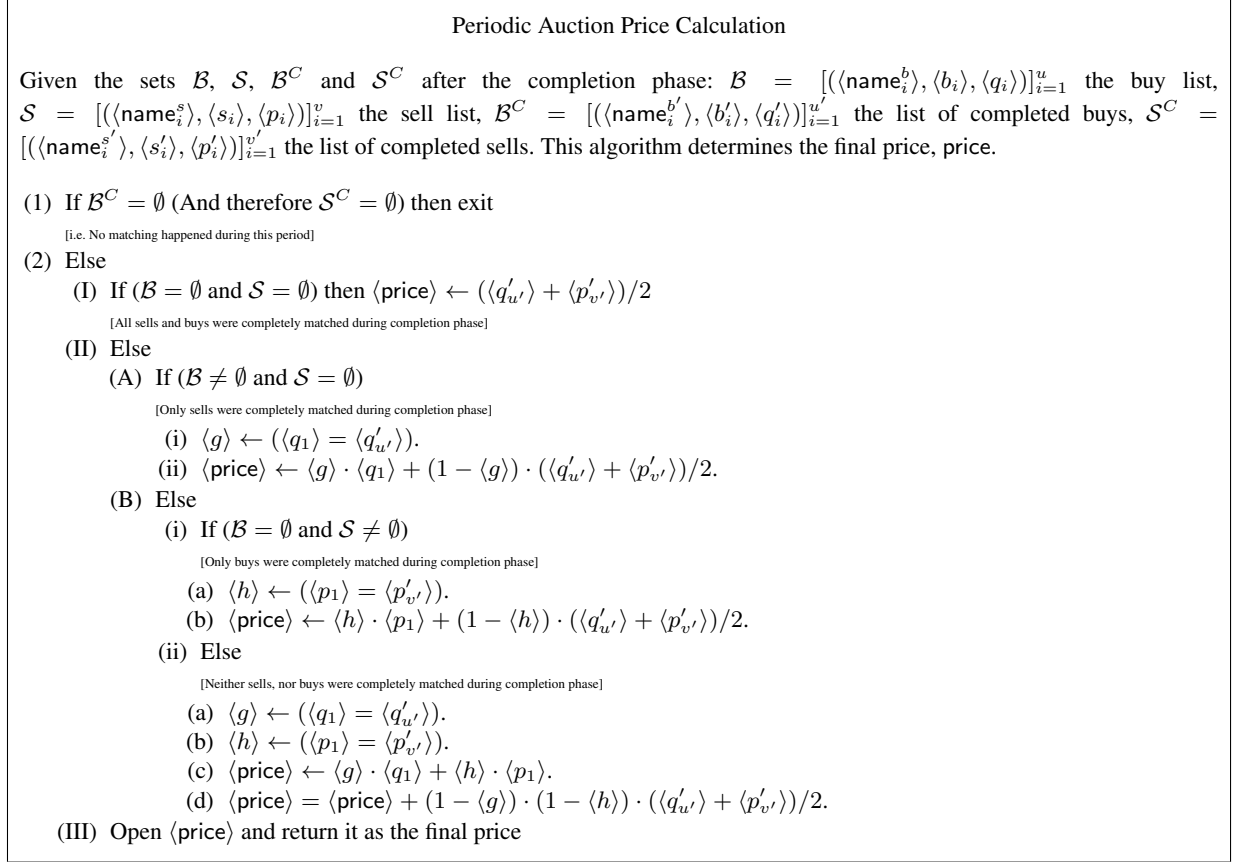 Periodic Auction Price Calculation
Given the sets ℬ, 𝒮, ℬ^C and 𝒮^C after the completion phase: ℬ = [(⟨name_i^b⟩, ⟨b_i⟩, ⟨q_i⟩)]_{i=1}^u the buy list,
𝒮 = [(⟨name_i^s⟩, ⟨s_i⟩, ⟨p_i⟩)]_{i=1}^v the sell list, ℬ^C = [(⟨name_i^{b′}⟩, ⟨b′_i⟩, ⟨q′_i⟩)]_{i=1}^{u′} the list of completed buys, 𝒮^C =
[(⟨name_i^{s′}⟩, ⟨s′_i⟩, ⟨p′_i⟩)]_{i=1}^{v′} the list of completed sells. This algorithm determines the final price, price.
(1) If ℬ^C = ∅ (And therefore 𝒮^C = ∅) then exit
[i.e. No matching happened during this period]
(2) Else
(I) If (ℬ = ∅ and 𝒮 = ∅) then ⟨price⟩ ← (⟨q′_{u′}⟩ + ⟨p′_{v′}⟩)/2
[All sells and buys were completely matched during completion phase]
(II) Else
(A) If (ℬ ≠ ∅ and 𝒮 = ∅)
[Only sells were completely matched during completion phase]
(i) ⟨g⟩ ← (⟨q_1⟩ = ⟨q′_{u′}⟩).
(ii) ⟨price⟩ ← ⟨g⟩ · ⟨q_1⟩ + (1 − ⟨g⟩) · (⟨q′_{u′}⟩ + ⟨p′_{v′}⟩)/2.
(B) Else
(i) If (ℬ = ∅ and 𝒮 ≠ ∅)
[Only buys were completely matched during completion phase]
(a) ⟨h⟩ ← (⟨p_1⟩ = ⟨p′_{v′}⟩).
(b) ⟨price⟩ ← ⟨h⟩ · ⟨p_1⟩ + (1 − ⟨h⟩) · (⟨q′_{u′}⟩ + ⟨p′_{v′}⟩)/2.
(ii) Else
[Neither sells, nor buys were completely matched during completion phase]
(a) ⟨g⟩ ← (⟨q_1⟩ = ⟨q′_{u′}⟩).
(b) ⟨h⟩ ← (⟨p_1⟩ = ⟨p′_{v′}⟩).
(c) ⟨price⟩ ← ⟨g⟩ · ⟨q_1⟩ + ⟨h⟩ · ⟨p_1⟩.
(d) ⟨price⟩ = ⟨price⟩ + (1 − ⟨g⟩) · (1 − ⟨h⟩) · (⟨q′_{u′}⟩ + ⟨p′_{v′}⟩)/2.
(III) Open ⟨price⟩ and return it as the final price